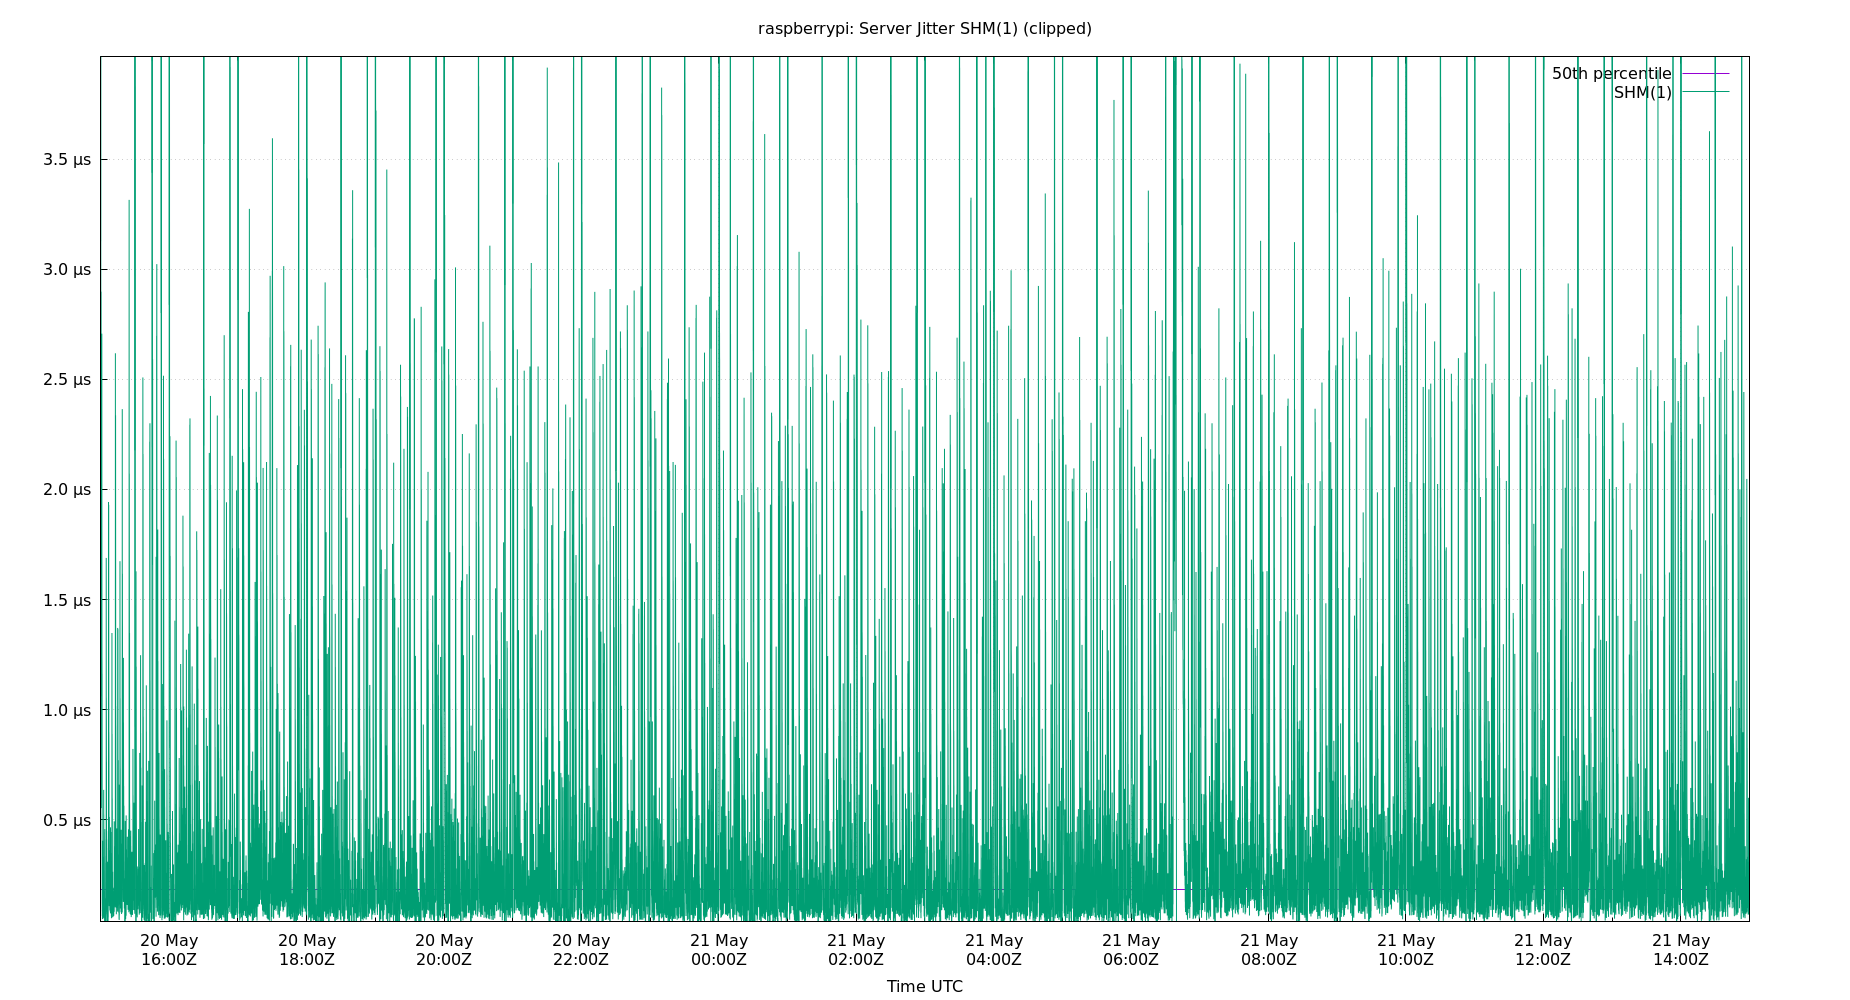 raspberrypi: Server Jitter SHM(1) (clipped)
50th percentile
SHM(1)
3.5 μs
3.0 μs
2.5 μs
2.0 μs
1.5 μs
1.0 μs
0.5 μs
20 May 20 May 20 May 20 May 21 May 21 May 21 May 21 May 21 May 21 May 21 May 21 May
16:00Z 18:00Z 20:00Z 22:00Z 00:00Z 02:00Z 04:00Z 06:00Z 08:00Z 10:00Z 12:00Z 14:00Z
Time UTC